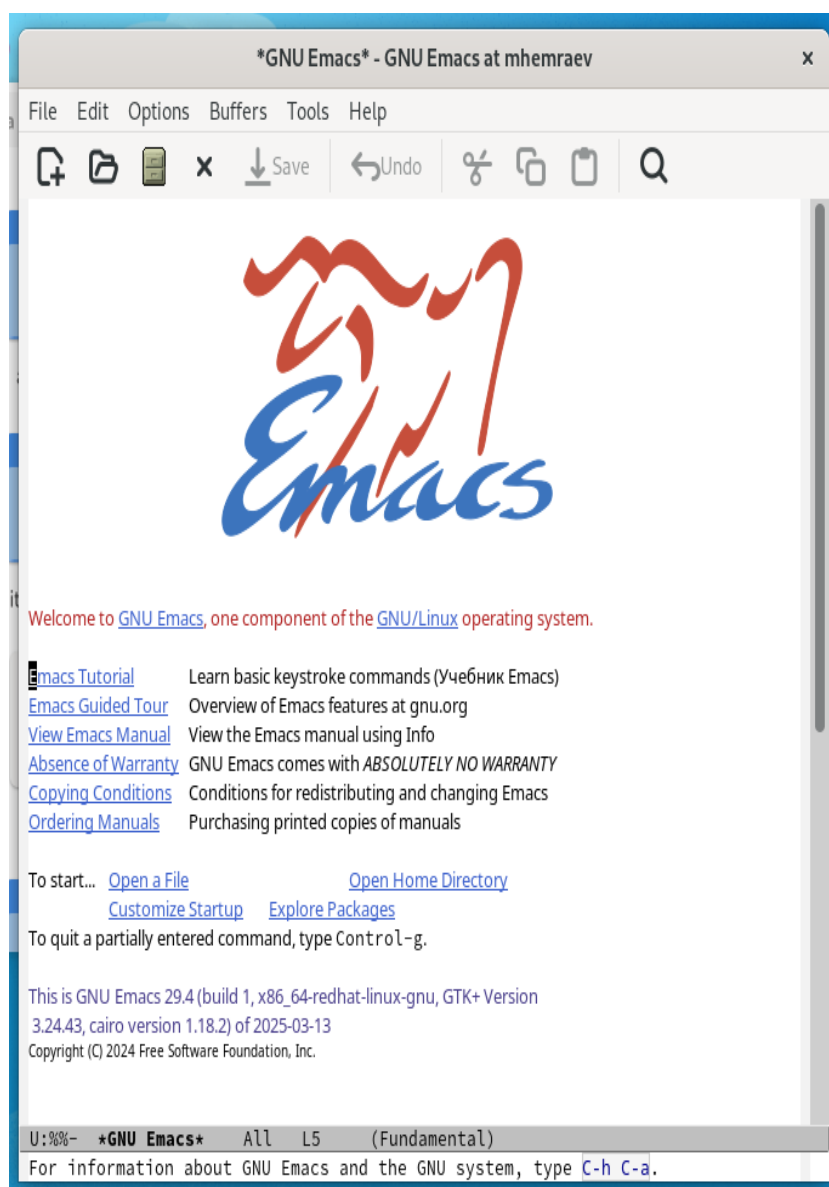 *GNU Emacs* - GNU Emacs at mhemraev x
File Edit Options Buffers Tools Help
Save Undo
Emacs
Welcome to GNU Emacs, one component of the GNU/Linux operating system.
Emacs Tutorial Learn basic keystroke commands (Учебник Emacs)
Emacs Guided Tour Overview of Emacs features at gnu.org
View Emacs Manual View the Emacs manual using Info
Absence of Warranty GNU Emacs comes with ABSOLUTELY NO WARRANTY
Copying Conditions Conditions for redistributing and changing Emacs
Ordering Manuals Purchasing printed copies of manuals
To start... Open a File Open Home Directory
Customize Startup Explore Packages
To quit a partially entered command, type Control-g.
This is GNU Emacs 29.4 (build 1, x86_64-redhat-linux-gnu, GTK+ Version
3.24.43, cairo version 1.18.2) of 2025-03-13
Copyright (C) 2024 Free Software Foundation, Inc.
U:%%- *GNU Emacs* All L5 (Fundamental)
For information about GNU Emacs and the GNU system, type C-h C-a.